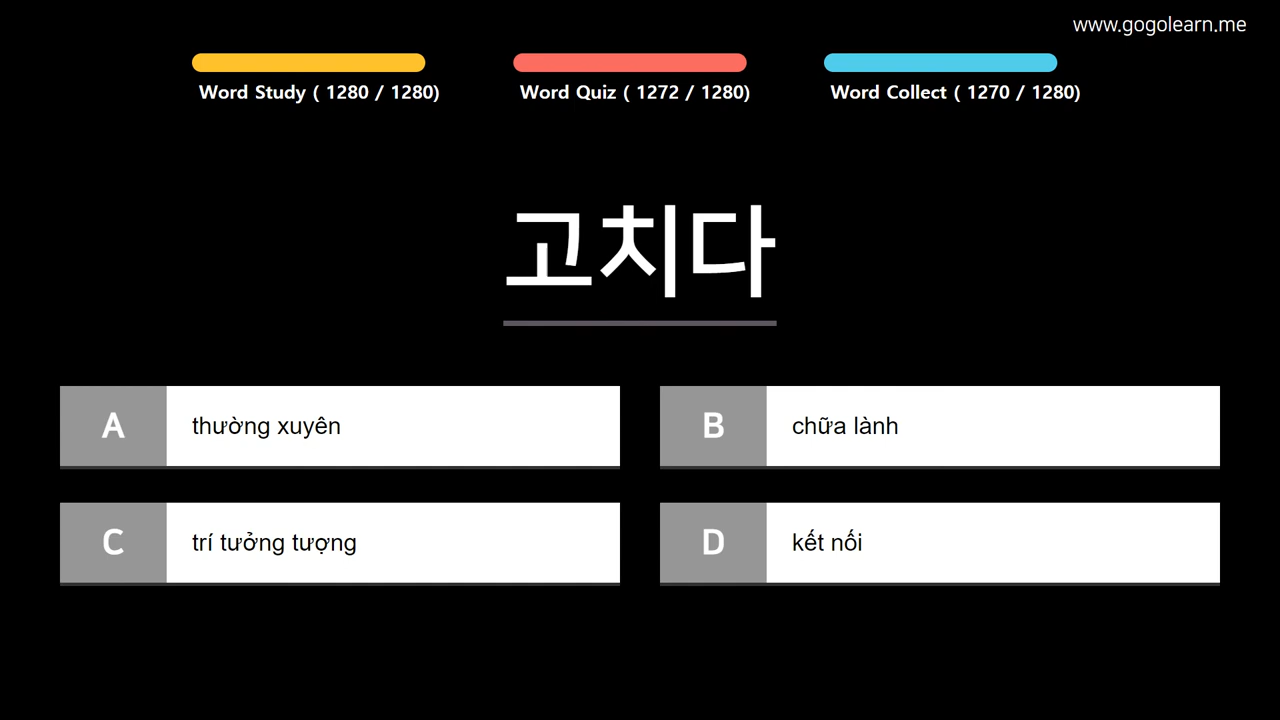 www.gogolearn.me
Word Study ( 1280 / 1280)
Word Quiz ( 1272 / 1280)
Word Collect ( 1270 / 1280)
고치다
A
thường xuyên
B
chữa lành
C
trí tưởng tượng
D
kết nối